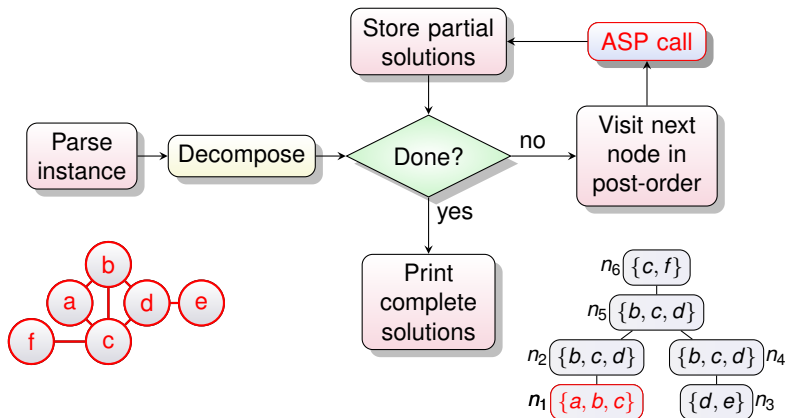 Store partial
solutions
ASP call
Parse
instance
Decompose
Done?
no
Visit next
node in
post-order
yes
Print
complete
solutions
b
a
d
e
f
c
n6 {c, f}
n5 {b, c, d}
n2 {b, c, d}
{b, c, d} n4
n1 {a, b, c}
{d, e} n3